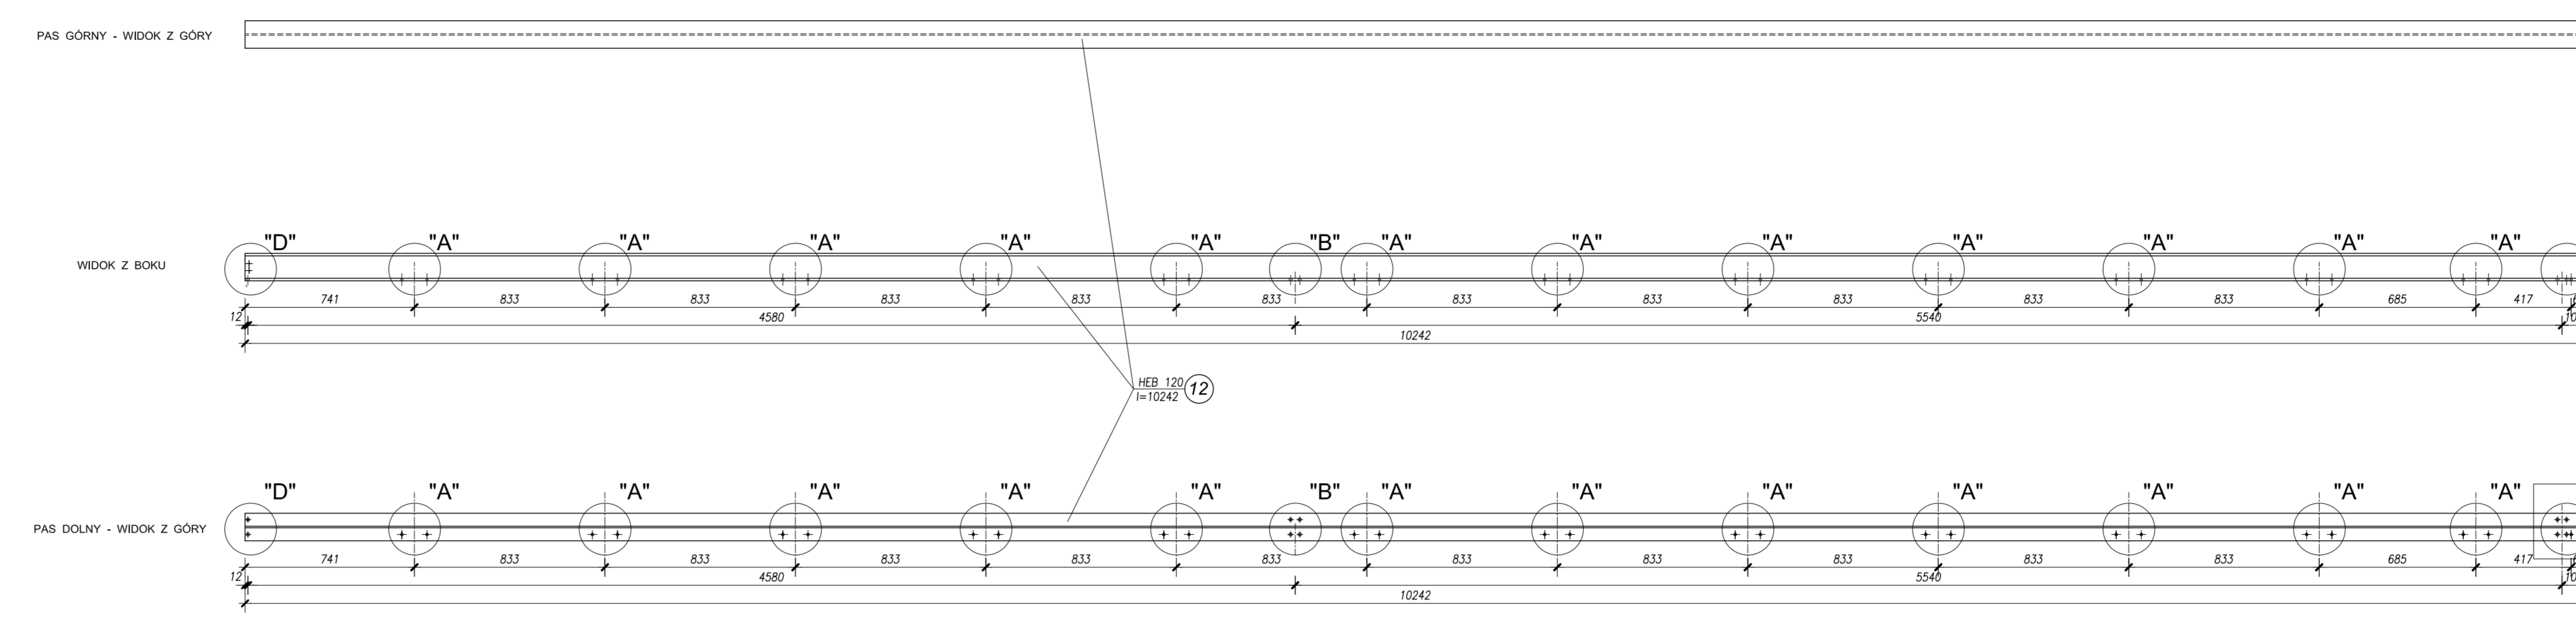 PAS GÓRNY - WIDOK Z GÓRY
"D" "A" "A" "A" "A" "A" "B" "A" "A" "A" "A" "A" "A" "A"
WIDOK Z BOKU
741 833 833 833 833 833 833 833 833 833 833 685 417
12 4580 5540 10
10242
HEB 120
l=10242
12
"D" "A" "A" "A" "A" "A" "B" "A" "A" "A" "A" "A" "A" "A"
PAS DOLNY - WIDOK Z GÓRY
741 833 833 833 833 833 833 833 833 833 833 685 417
12 4580 5540 10
10242